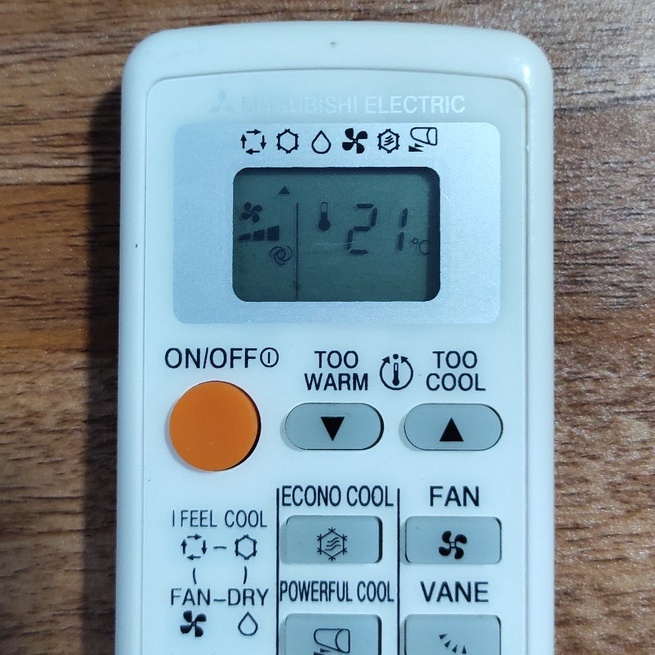 MITSUBISHI ELECTRIC
21°C
ON/OFF
TOO WARM
TOO COOL
ECONO COOL
FAN
I FEEL COOL
FAN–DRY
POWERFUL COOL
VANE